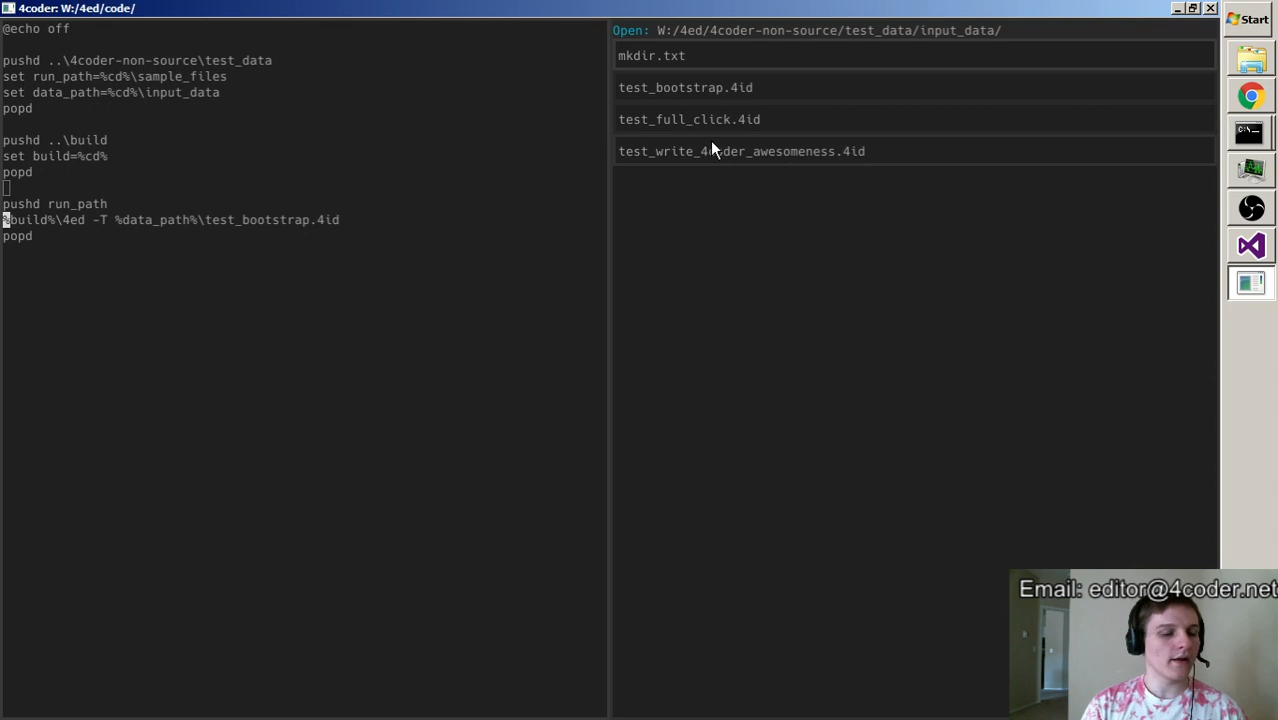 4coder: W:/4ed/code/
@echo off
pushd ..\4coder-non-source\test_data
set run_path=%cd%\sample_files
set data_path=%cd%\input_data
popd
pushd ..\build
set build=%cd%
popd
pushd run_path
%build%\4ed -T %data_path%\test_bootstrap.4id
popd
Open: W:/4ed/4coder-non-source/test_data/input_data/
mkdir.txt
test_bootstrap.4id
test_full_click.4id
test_write_4coder_awesomeness.4id
Start
C:\
Email: editor@4coder.net